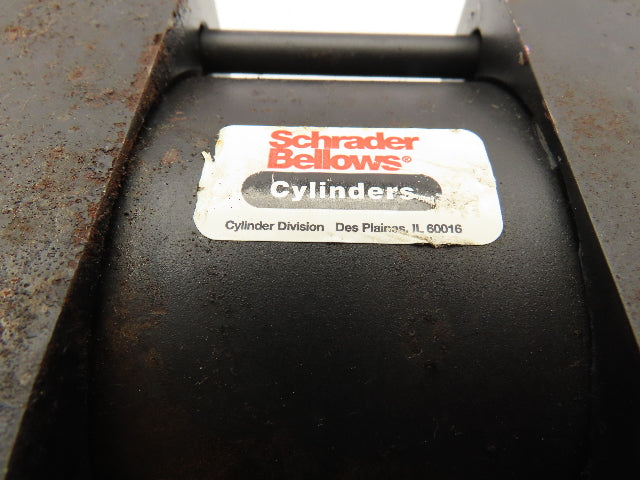 Schrader
Bellows®
Cylinders
Cylinder Division Des Plaines, IL 60016